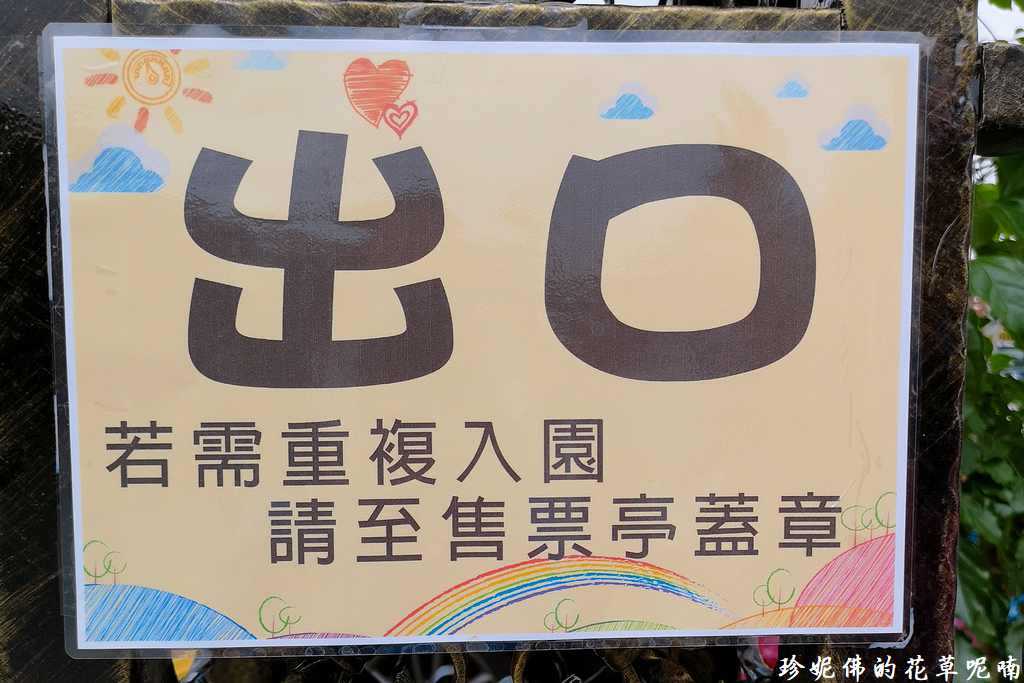 出口
若需重複入園
請至售票亭蓋章
珍妮佛的花草呢喃